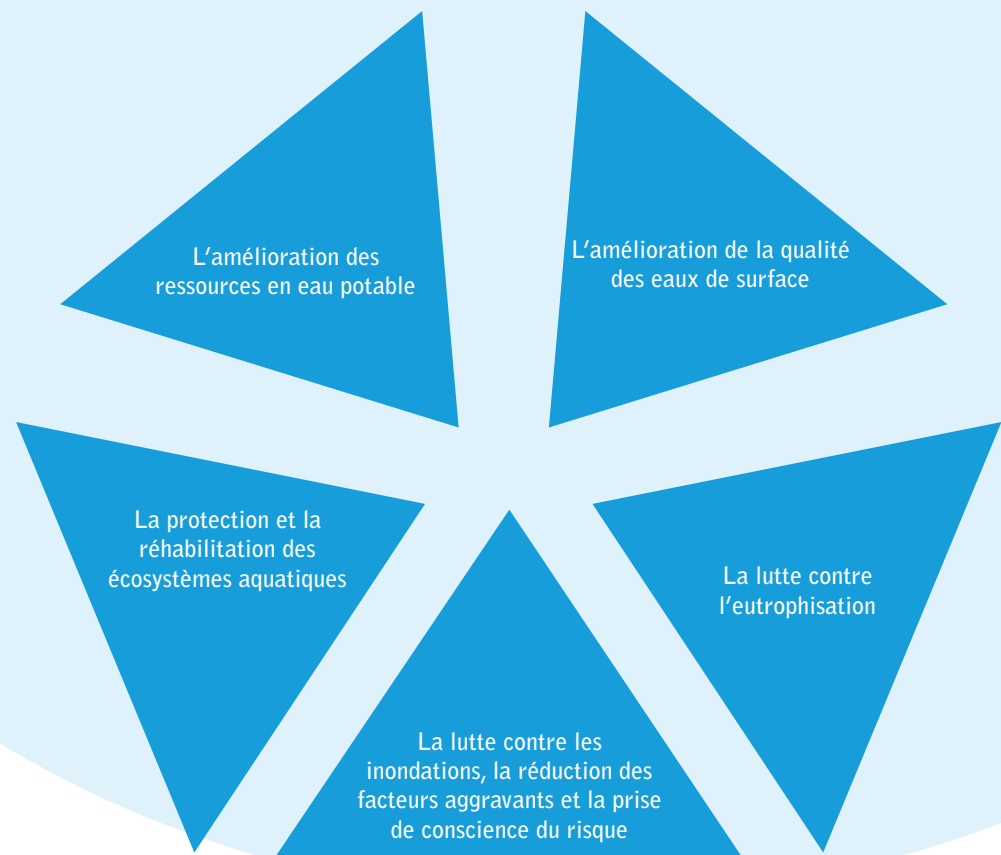 L'amélioration des
ressources en eau potable
L'amélioration de la qualité
des eaux de surface
La protection et la
réhabilitation des
écosystèmes aquatiques
La lutte contre
l'eutrophisation
La lutte contre les
inondations, la réduction des
facteurs aggravants et la prise
de conscience du risque